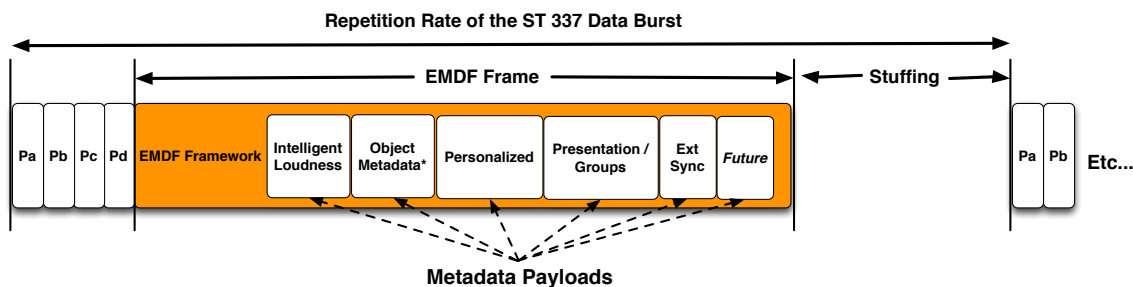 Repetition Rate of the ST 337 Data Burst
EMDF Frame
Stuffing
Pa
Pb
Pc
Pd
EMDF Framework
Intelligent
Loudness
Object
Metadata*
Personalized
Presentation /
Groups
Ext
Sync
Future
Pa
Pb
Etc...
Metadata Payloads